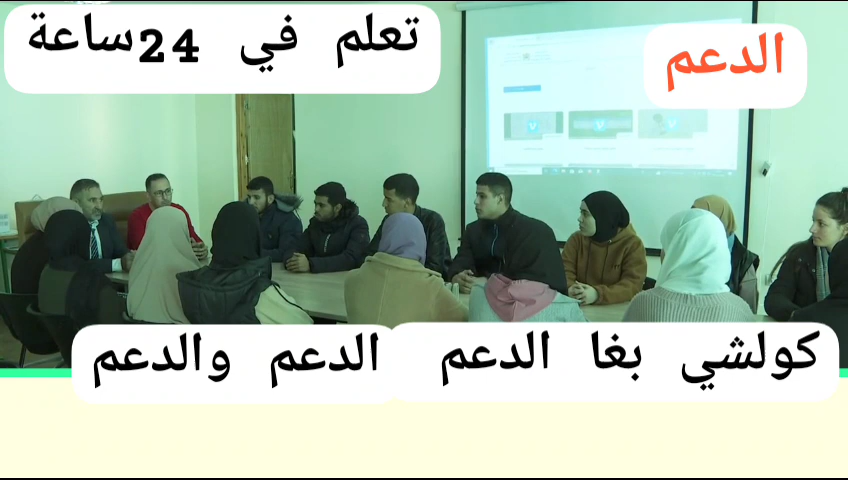 تعلم في 24ساعة
الدعم
كولشي بغا الدعم
الدعم والدعم